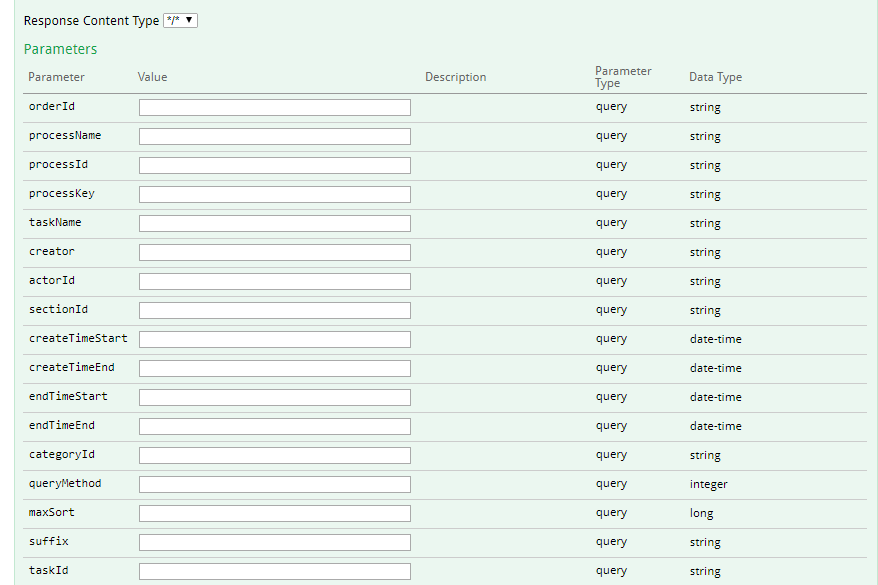 Response Content Type */* ▼
Parameters
Parameter Value Description Parameter Type Data Type
orderId query string
processName query string
processId query string
processKey query string
taskName query string
creator query string
actorId query string
sectionId query string
createTimeStart query date-time
createTimeEnd query date-time
endTimeStart query date-time
endTimeEnd query date-time
categoryId query string
queryMethod query integer
maxSort query long
suffix query string
taskId query string